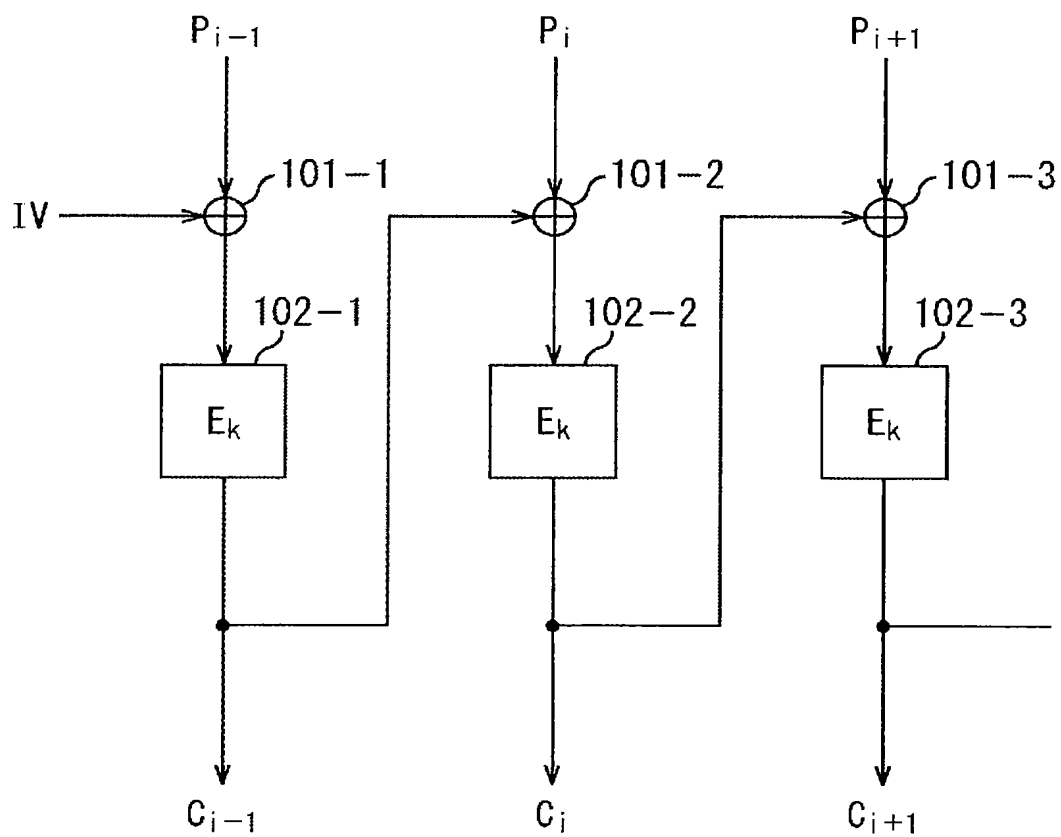 P_{i-1} P_i P_{i+1}
101-1 101-2 101-3
IV
102-1 102-2 102-3
E_k E_k E_k
C_{i-1} C_i C_{i+1}